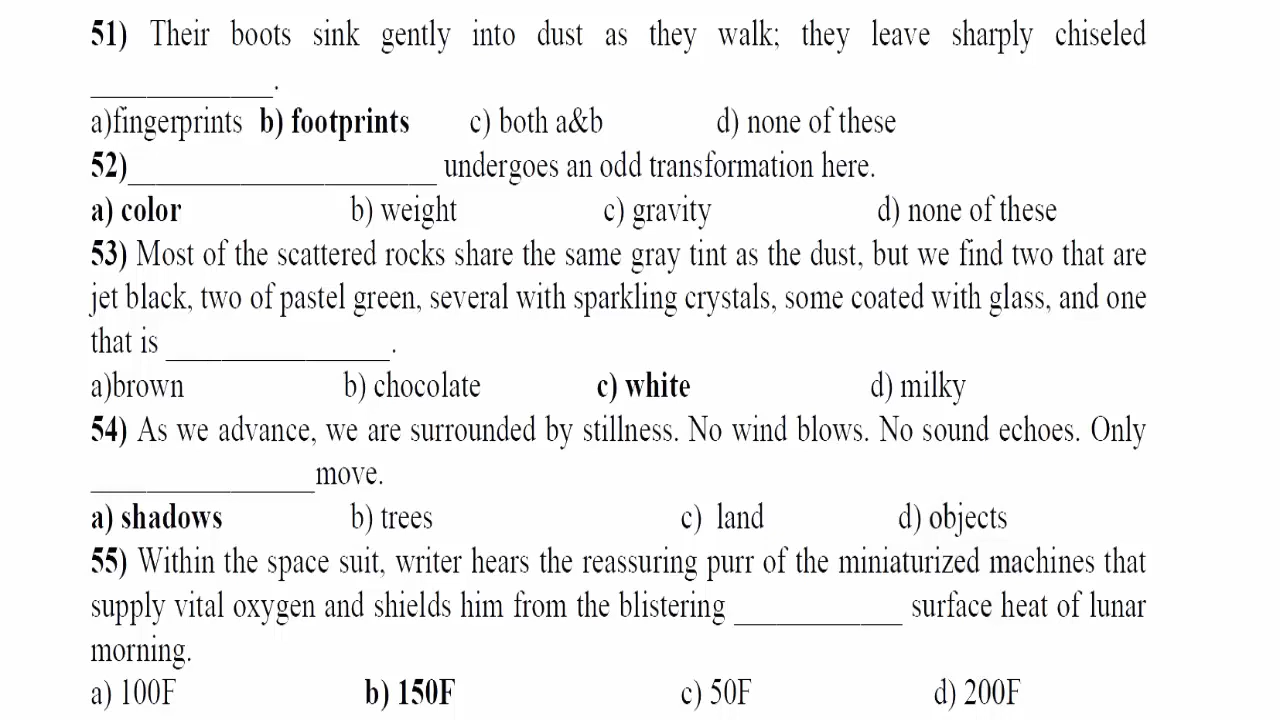 51) Their boots sink gently into dust as they walk; they leave sharply chiseled
_____________.
a)fingerprints b) footprints c) both a&b d) none of these
52)______________________ undergoes an odd transformation here.
a) color b) weight c) gravity d) none of these
53) Most of the scattered rocks share the same gray tint as the dust, but we find two that are
jet black, two of pastel green, several with sparkling crystals, some coated with glass, and one
that is ________________.
a)brown b) chocolate c) white d) milky
54) As we advance, we are surrounded by stillness. No wind blows. No sound echoes. Only
________________move.
a) shadows b) trees c) land d) objects
55) Within the space suit, writer hears the reassuring purr of the miniaturized machines that
supply vital oxygen and shields him from the blistering ____________ surface heat of lunar
morning.
a) 100F b) 150F c) 50F d) 200F